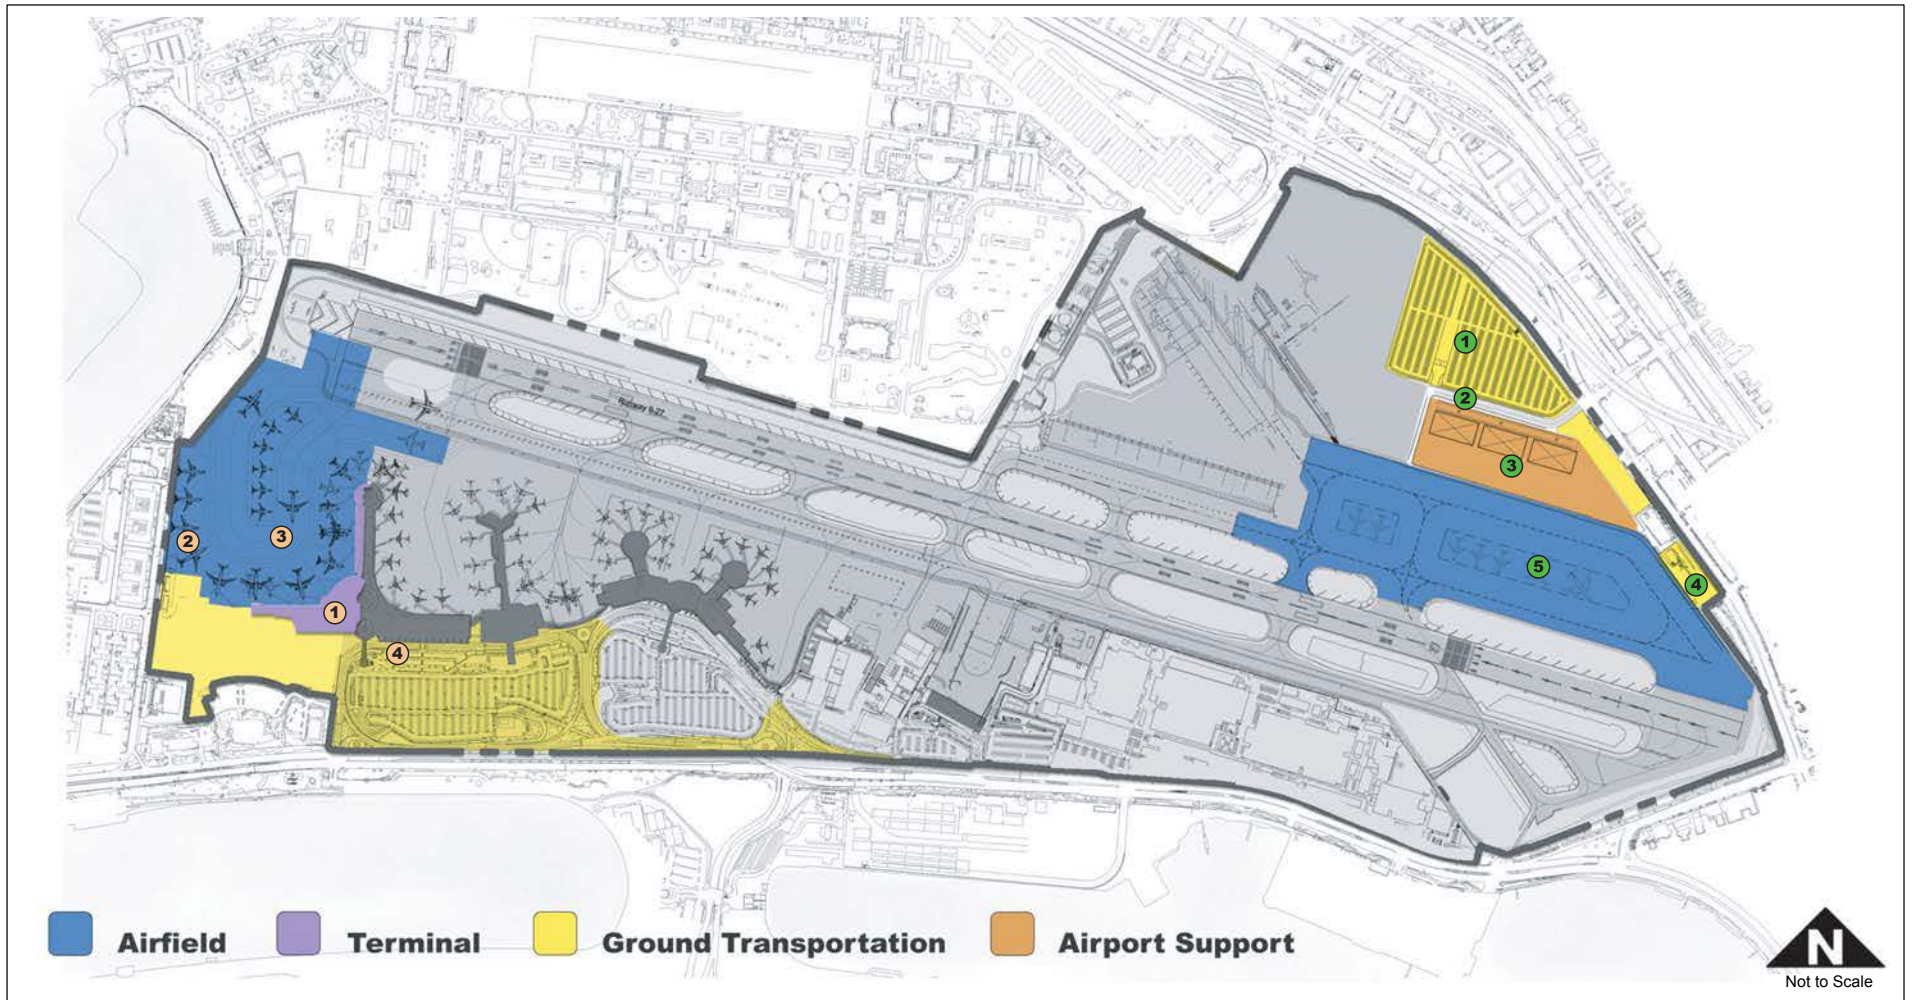 Runway 9-27
1
2
3
4
5
2
3
1
4
Airfield
Terminal
Ground Transportation
Airport Support
N
Not to Scale